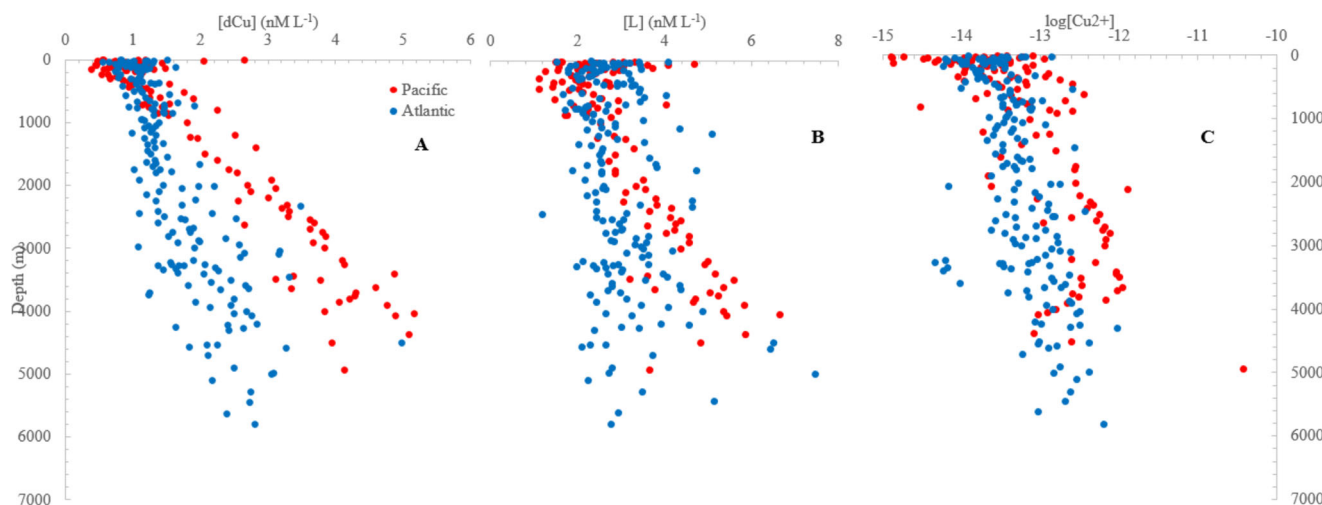 [dCu] (nM L⁻¹)
0 1 2 3 4 5 6
0
1000
2000
3000
4000
5000
6000
7000
Depth (m)
Pacific
Atlantic
A
[L] (nM L⁻¹)
0 2 4 6 8
B
log[Cu2+]
-15 -14 -13 -12 -11 -10
C
0
1000
2000
3000
4000
5000
6000
7000